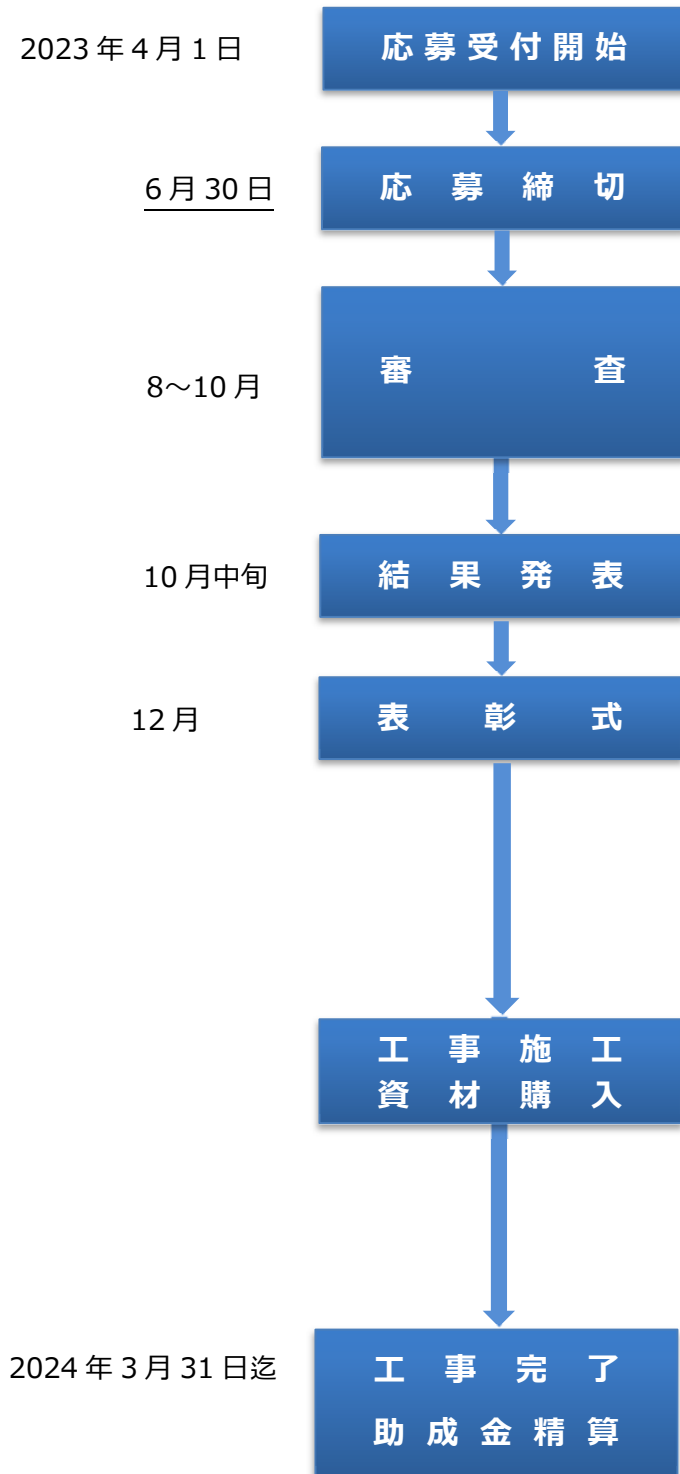 2023年4月1日
応募受付開始
6月30日
応募締切
8～10月
審査
10月中旬
結果発表
12月
表彰式
工事施工
資材購入
2024年3月31日迄
工事完了
助成金精算